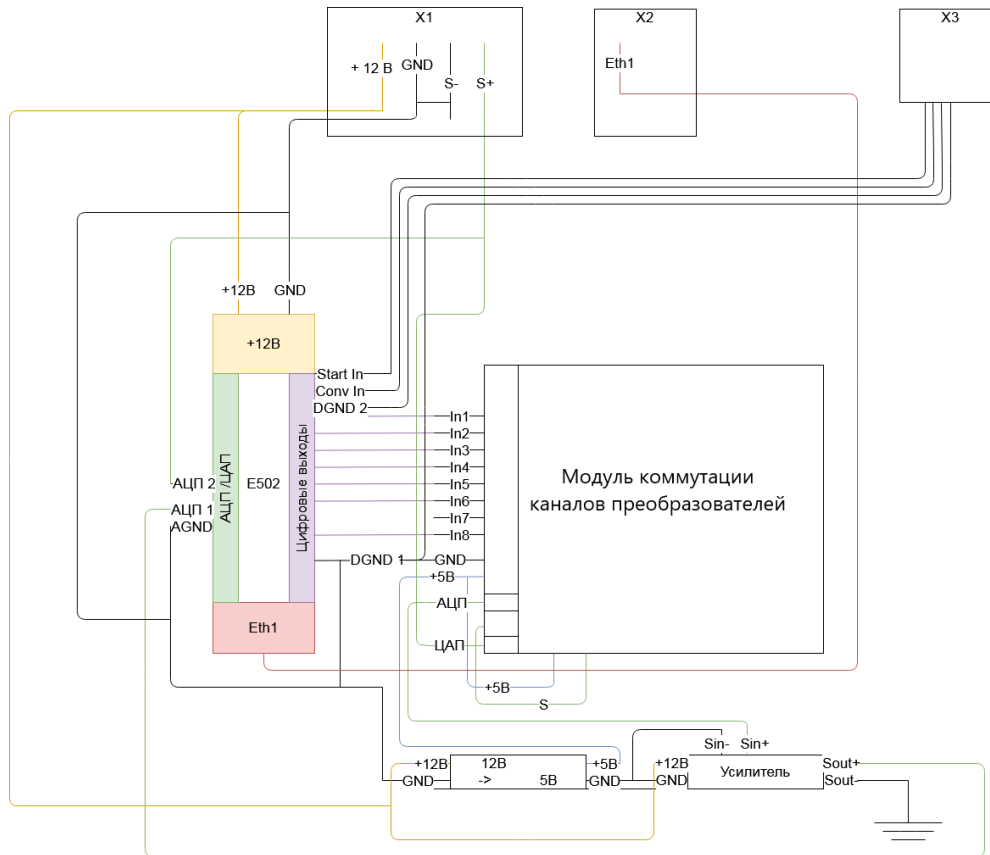 X1
X2
X3
+ 12 В
GND
S-
S+
Eth1
+12В
GND
+12В
Start In
Conv In
DGND 2
In1
In2
In3
In4
In5
In6
In7
In8
АЦП /ЦАП
E502
Цифровые выходы
Модуль коммутации
каналов преобразователей
АЦП 2
АЦП 1
AGND
DGND 1
GND
+5В
АЦП
ЦАП
Eth1
+5В
S
Sin-
Sin+
+12В
12В
+5В
+12В
Sout+
GND
->
5В
GND
GND
Усилитель
Sout-